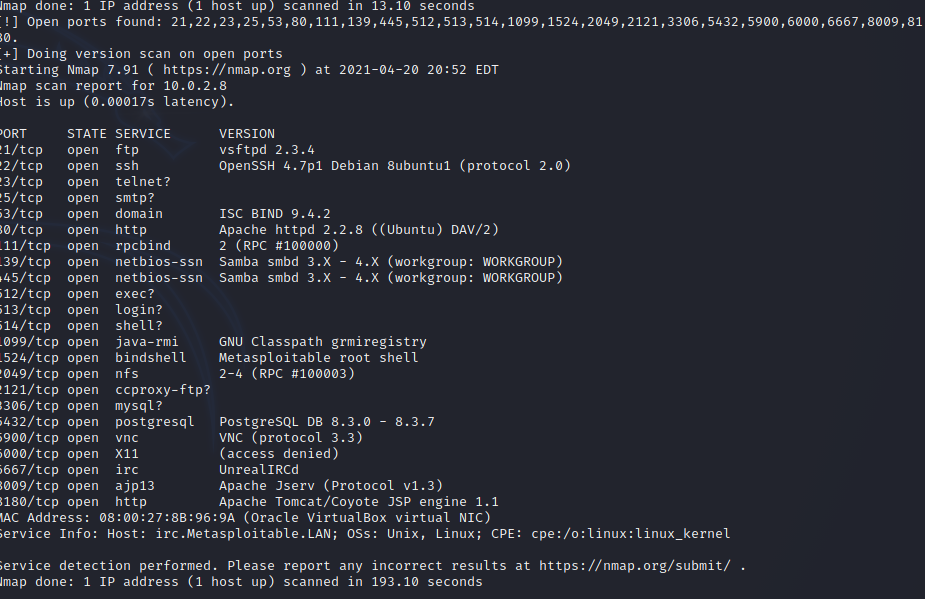 Nmap done: 1 IP address (1 host up) scanned in 13.10 seconds
[!] Open ports found: 21,22,23,25,53,80,111,139,445,512,513,514,1099,1524,2049,2121,3306,5432,5900,6000,6667,8009,81
80.
[+] Doing version scan on open ports
Starting Nmap 7.91 ( https://nmap.org ) at 2021-04-20 20:52 EDT
Nmap scan report for 10.0.2.8
Host is up (0.00017s latency).
PORT STATE SERVICE VERSION
21/tcp open ftp vsftpd 2.3.4
22/tcp open ssh OpenSSH 4.7p1 Debian 8ubuntu1 (protocol 2.0)
23/tcp open telnet?
25/tcp open smtp?
53/tcp open domain ISC BIND 9.4.2
80/tcp open http Apache httpd 2.2.8 ((Ubuntu) DAV/2)
111/tcp open rpcbind 2 (RPC #100000)
139/tcp open netbios-ssn Samba smbd 3.X - 4.X (workgroup: WORKGROUP)
445/tcp open netbios-ssn Samba smbd 3.X - 4.X (workgroup: WORKGROUP)
512/tcp open exec?
513/tcp open login?
514/tcp open shell?
1099/tcp open java-rmi GNU Classpath grmiregistry
1524/tcp open bindshell Metasploitable root shell
2049/tcp open nfs 2-4 (RPC #100003)
2121/tcp open ccproxy-ftp?
3306/tcp open mysql?
5432/tcp open postgresql PostgreSQL DB 8.3.0 - 8.3.7
5900/tcp open vnc VNC (protocol 3.3)
6000/tcp open X11 (access denied)
6667/tcp open irc UnrealIRCd
8009/tcp open ajp13 Apache Jserv (Protocol v1.3)
8180/tcp open http Apache Tomcat/Coyote JSP engine 1.1
MAC Address: 08:00:27:8B:96:9A (Oracle VirtualBox virtual NIC)
Service Info: Host: irc.Metasploitable.LAN; OSs: Unix, Linux; CPE: cpe:/o:linux:linux_kernel
Service detection performed. Please report any incorrect results at https://nmap.org/submit/ .
Nmap done: 1 IP address (1 host up) scanned in 193.10 seconds